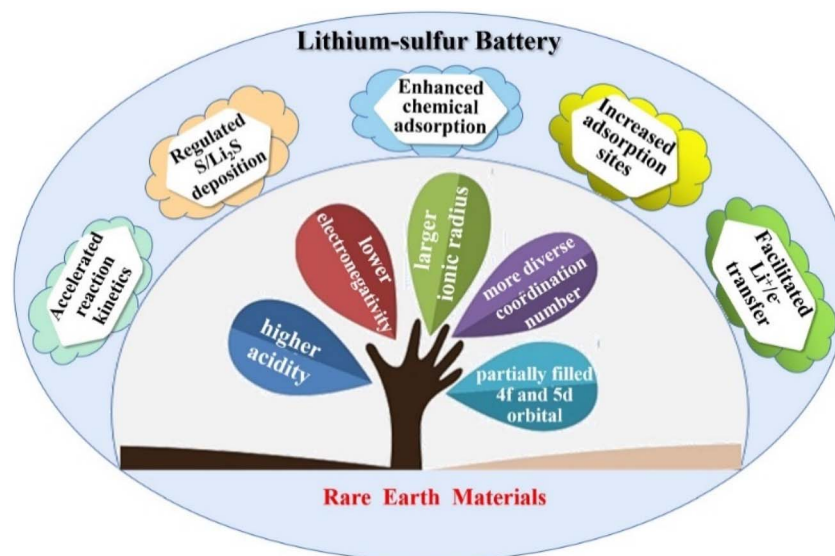 Lithium-sulfur Battery
Accelerated
reaction
kinetics
Regulated
S/Li₂S
deposition
Enhanced
chemical
adsorption
Increased
adsorption
sites
Facilitated
Li⁺/e⁻
transfer
higher
acidity
lower
electronegativity
larger
ionic radius
more diverse
coordination
number
partially filled
4f and 5d
orbital
Rare Earth Materials